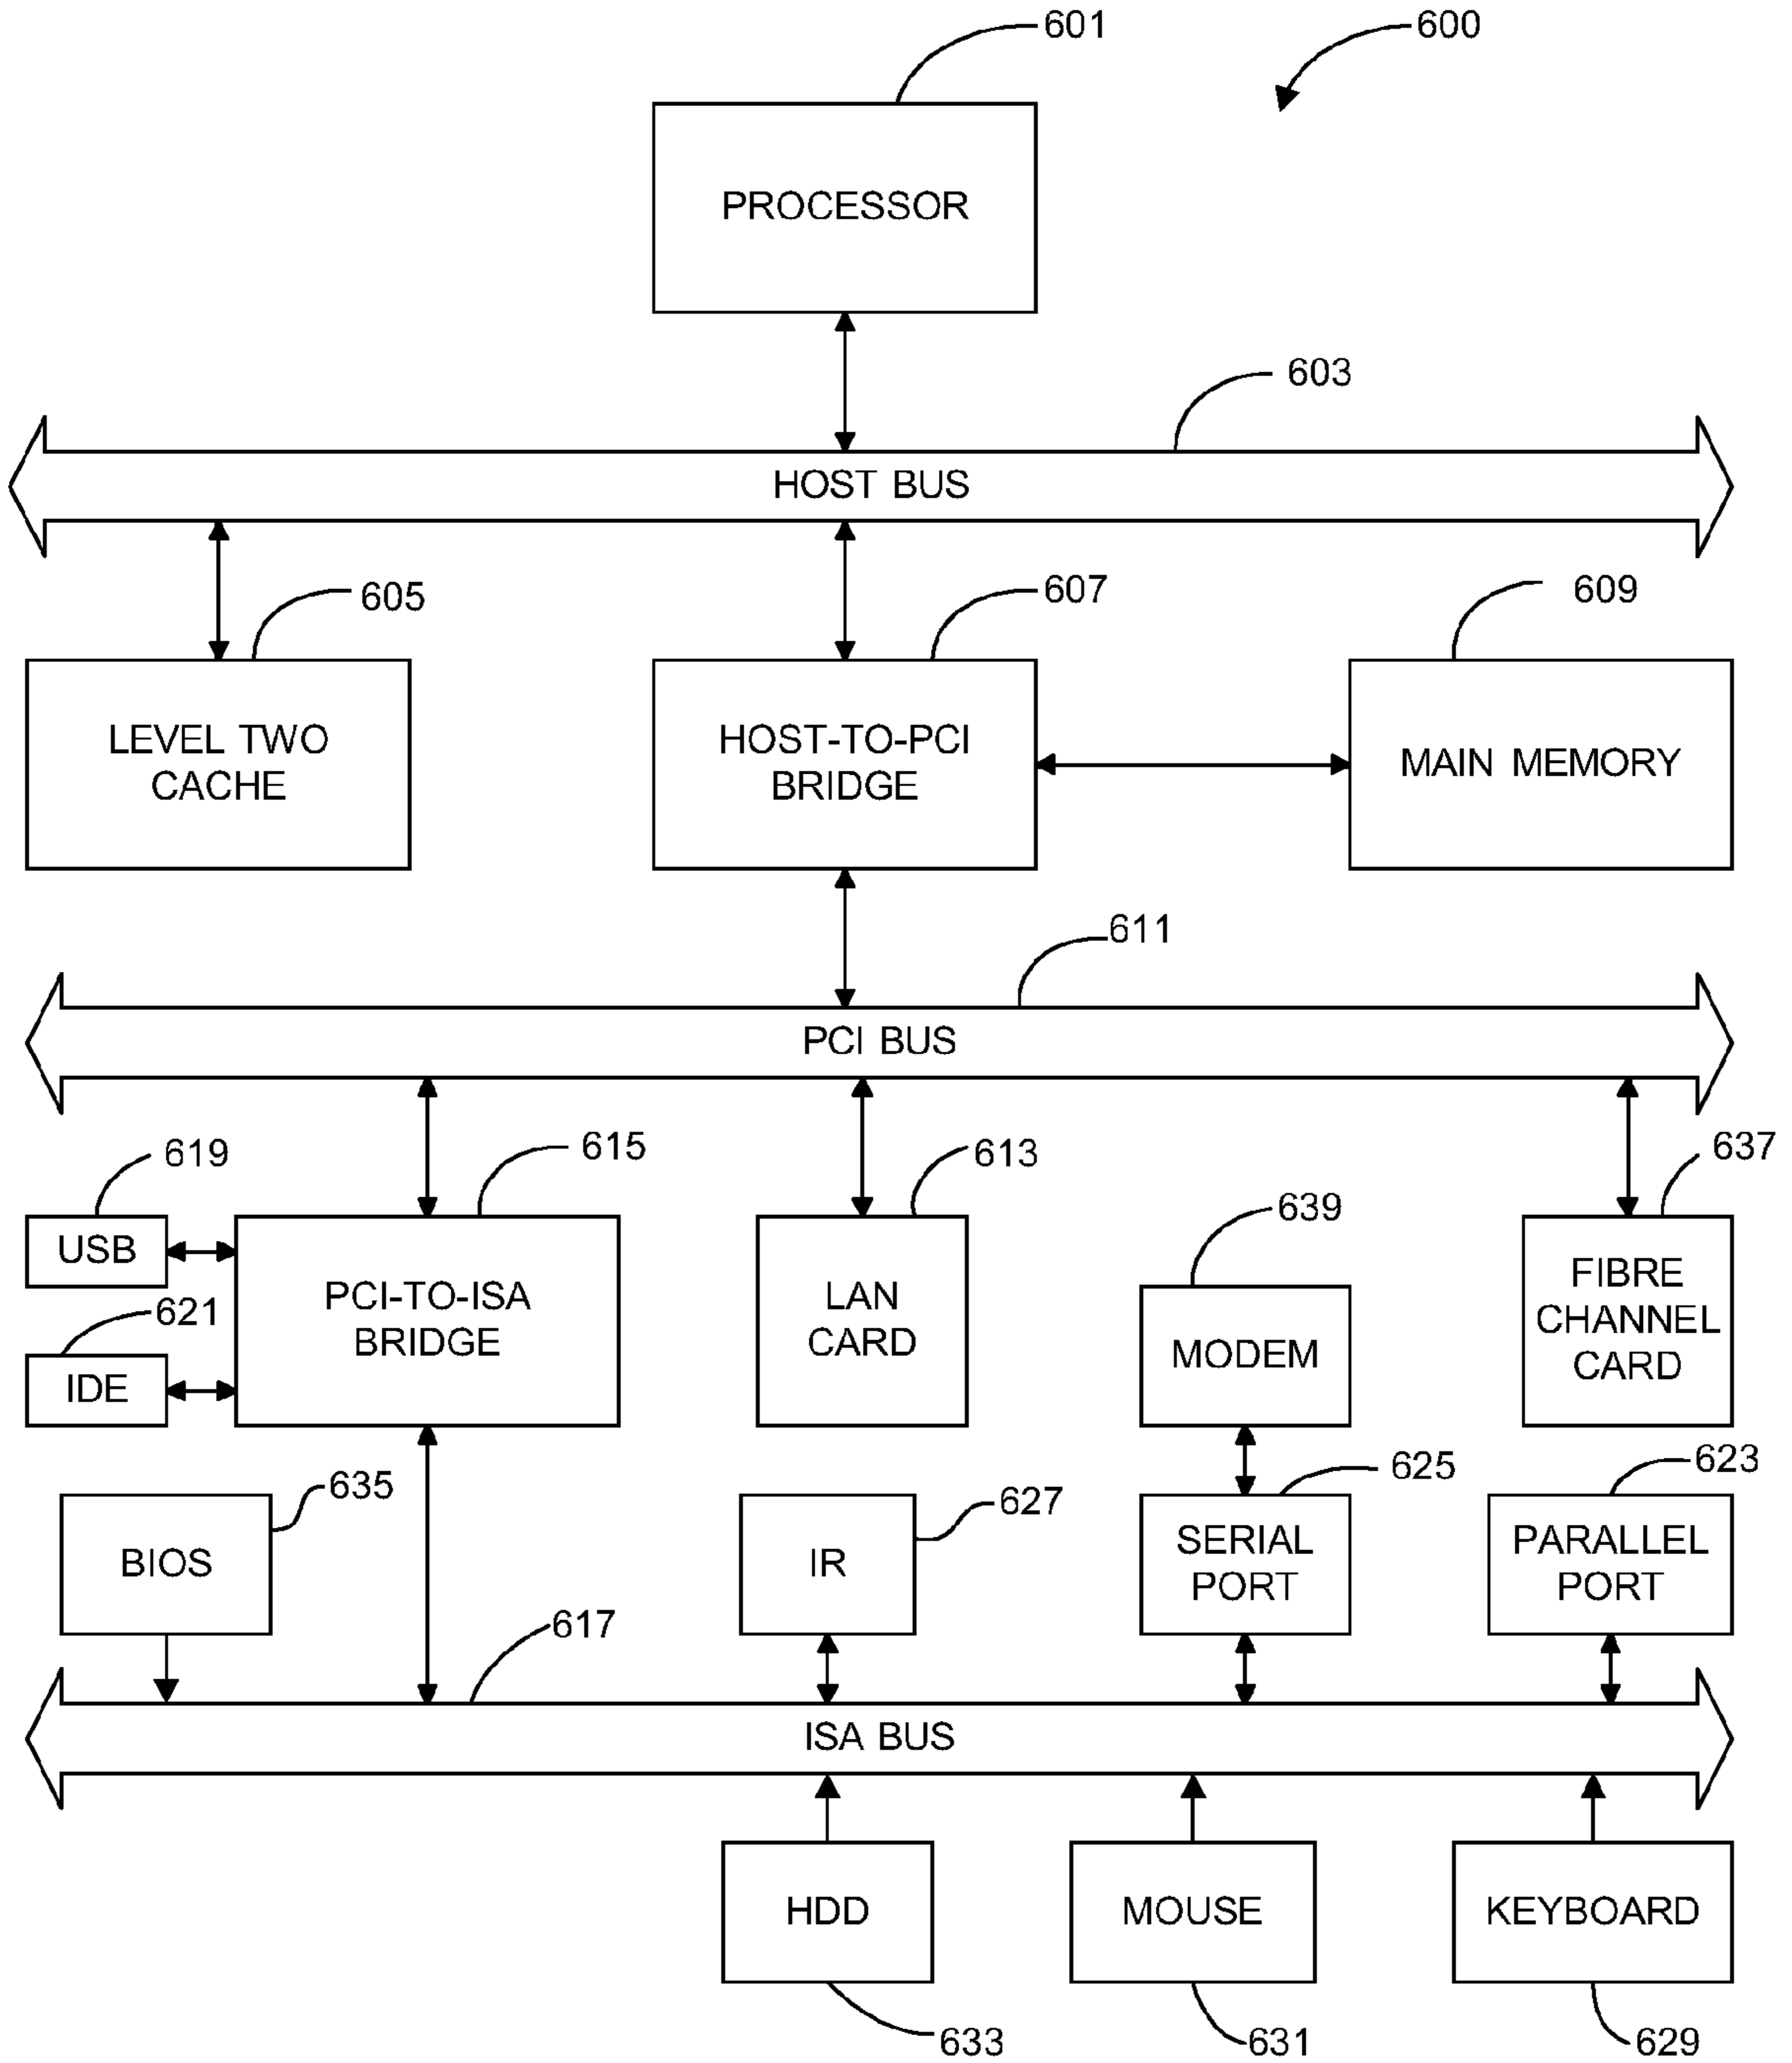 601
600
PROCESSOR
603
HOST BUS
605
607
609
LEVEL TWO
CACHE
HOST-TO-PCI
BRIDGE
MAIN MEMORY
611
PCI BUS
619
615
613
637
639
USB
PCI-TO-ISA
BRIDGE
LAN
CARD
FIBRE
CHANNEL
CARD
621
IDE
MODEM
635
627
625
623
BIOS
IR
SERIAL
PORT
PARALLEL
PORT
617
ISA BUS
HDD
MOUSE
KEYBOARD
633
631
629